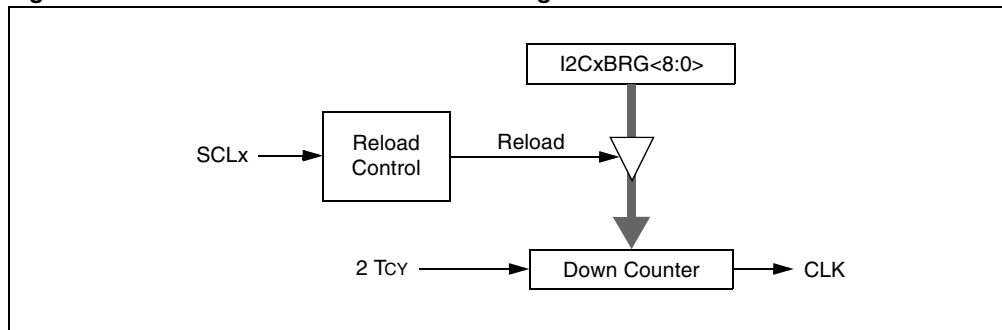 I2CxBRG<8:0>
SCLx
Reload
Control
Reload
2 TCY
Down Counter
CLK